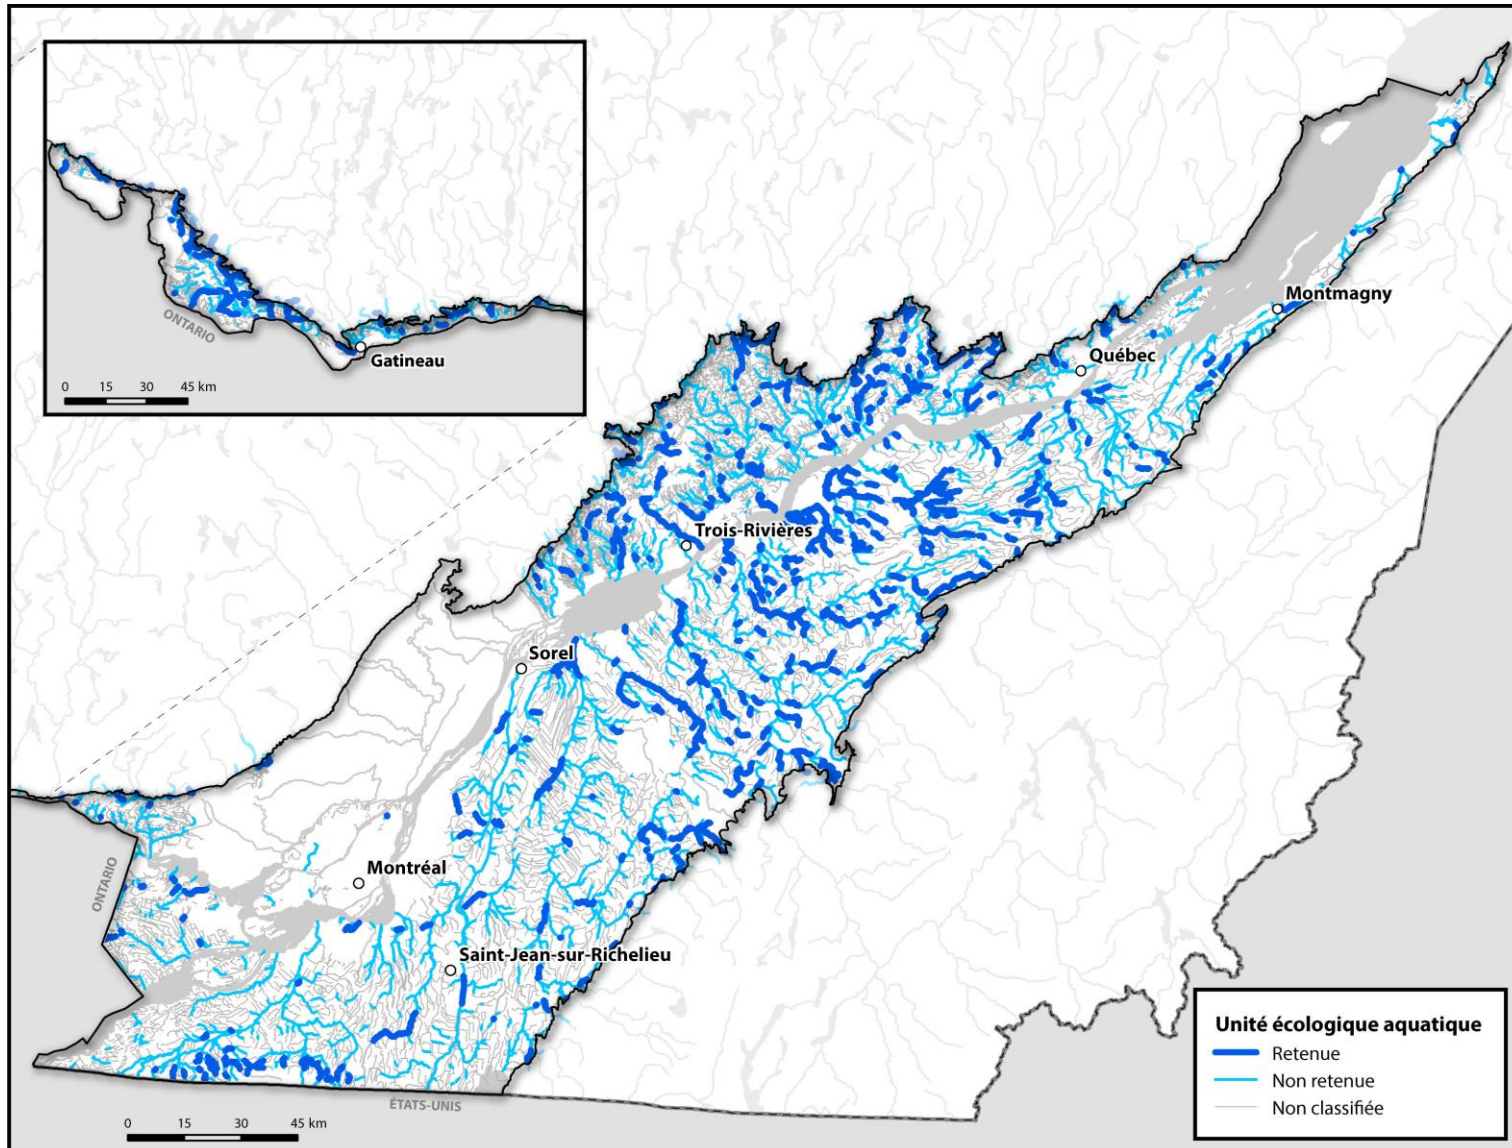 ONTARIO
Gatineau
0 15 30 45 km
Montmagny
Québec
Trois-Rivières
Sorel
Montréal
ONTARIO
Saint-Jean-sur-Richelieu
ÉTATS-UNIS
0 15 30 45 km
Unité écologique aquatique
Retenue
Non retenue
Non classifiée